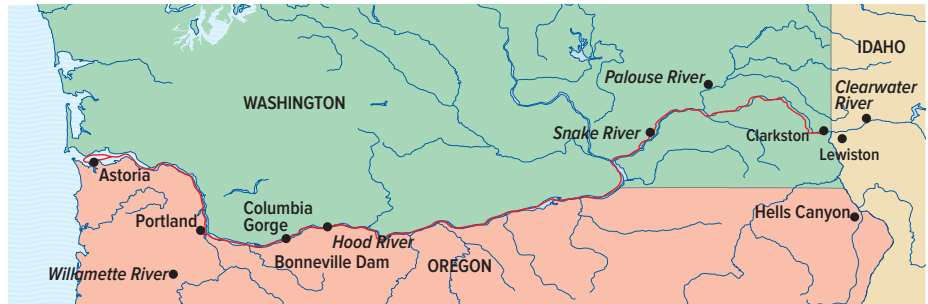 IDAHO
Palouse River
Clearwater
River
WASHINGTON
Snake River
Clarkston
Lewiston
Astoria
Columbia
Gorge
Portland
Hells Canyon
Hood River
Bonneville Dam
OREGON
Willamette River